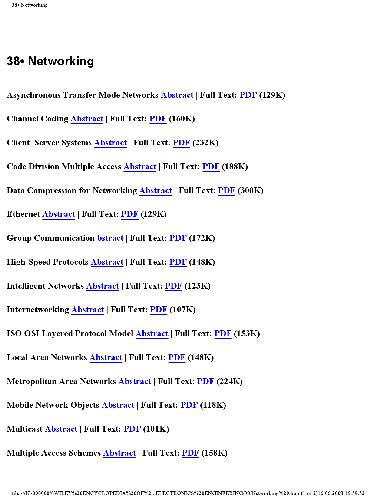 38• Networking
38• Networking
Asynchronous Transfer Mode Networks Abstract | Full Text: PDF (129K)
Channel Coding Abstract | Full Text: PDF (160K)
Client–Server Systems Abstract | Full Text: PDF (232K)
Code Division Multiple Access Abstract | Full Text: PDF (188K)
Data Compression for Networking Abstract | Full Text: PDF (300K)
Ethernet Abstract | Full Text: PDF (129K)
Group Communication bstract | Full Text: PDF (172K)
High-Speed Protocols Abstract | Full Text: PDF (148K)
Intelligent Networks Abstract | Full Text: PDF (123K)
Internetworking Abstract | Full Text: PDF (107K)
ISO OSI Layered Protocol Model Abstract | Full Text: PDF (153K)
Local Area Networks Abstract | Full Text: PDF (148K)
Metropolitan Area Networks Abstract | Full Text: PDF (224K)
Mobile Network Objects Abstract | Full Text: PDF (118K)
Multicast Abstract | Full Text: PDF (101K)
Multiple Access Schemes Abstract | Full Text: PDF (158K)